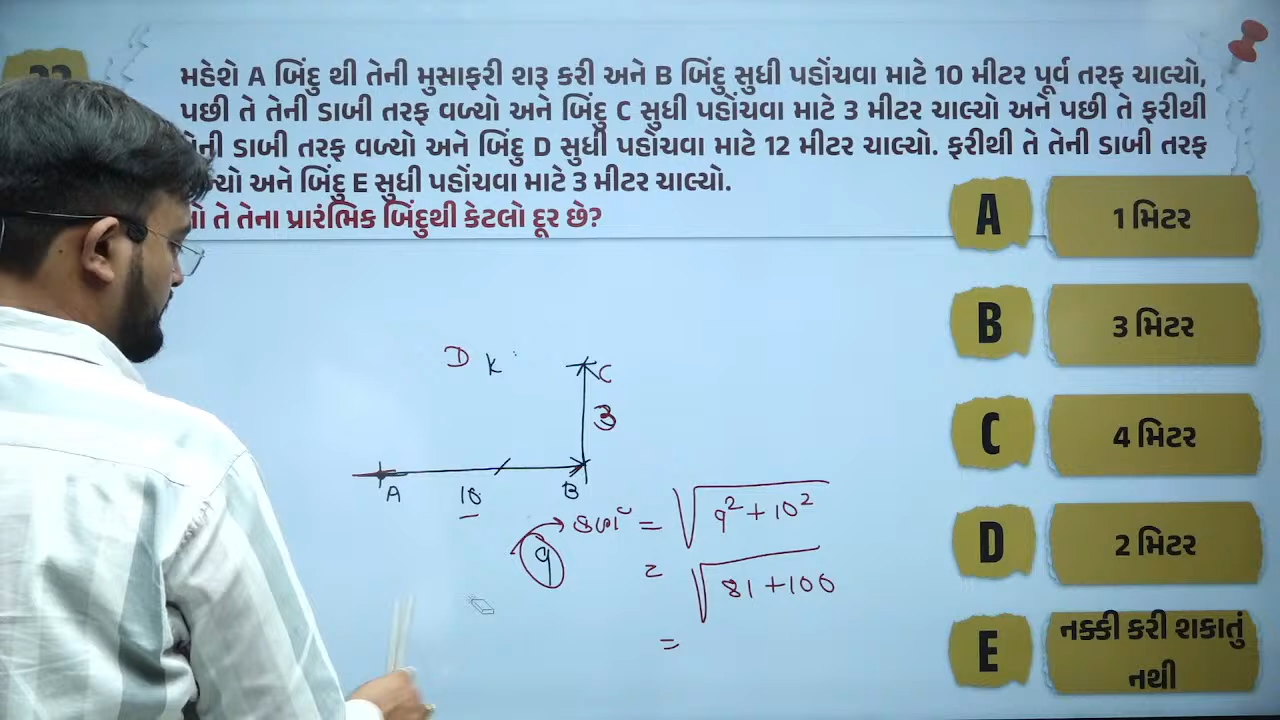 મહેશે A બિંદુ થી તેની મુસાફરી શરૂ કરી અને B બિંદુ સુધી પહોંચવા માટે 10 મીટર પૂર્વ તરફ ચાલ્યો,
પછી તે તેની ડાબી તરફ વળ્યો અને બિંદુ C સુધી પહોંચવા માટે 3 મીટર ચાલ્યો અને પછી તે ફરીથી
ડાબી તરફ વળ્યો અને બિંદુ D સુધી પહોંચવા માટે 12 મીટર ચાલ્યો. ફરીથી તે તેની ડાબી તરફ
અને બિંદુ E સુધી પહોંચવા માટે 3 મીટર ચાલ્યો.
તે તેના પ્રારંભિક બિંદુથી કેટલો દૂર છે?
A 1 મિટર
B 3 મિટર
C 4 મિટર
D 2 મિટર
E નક્કી કરી શકાતું
નથી
D K
C
3
A 10 B
9 કર્ણ = √9² + 10²
= √81 + 100
=